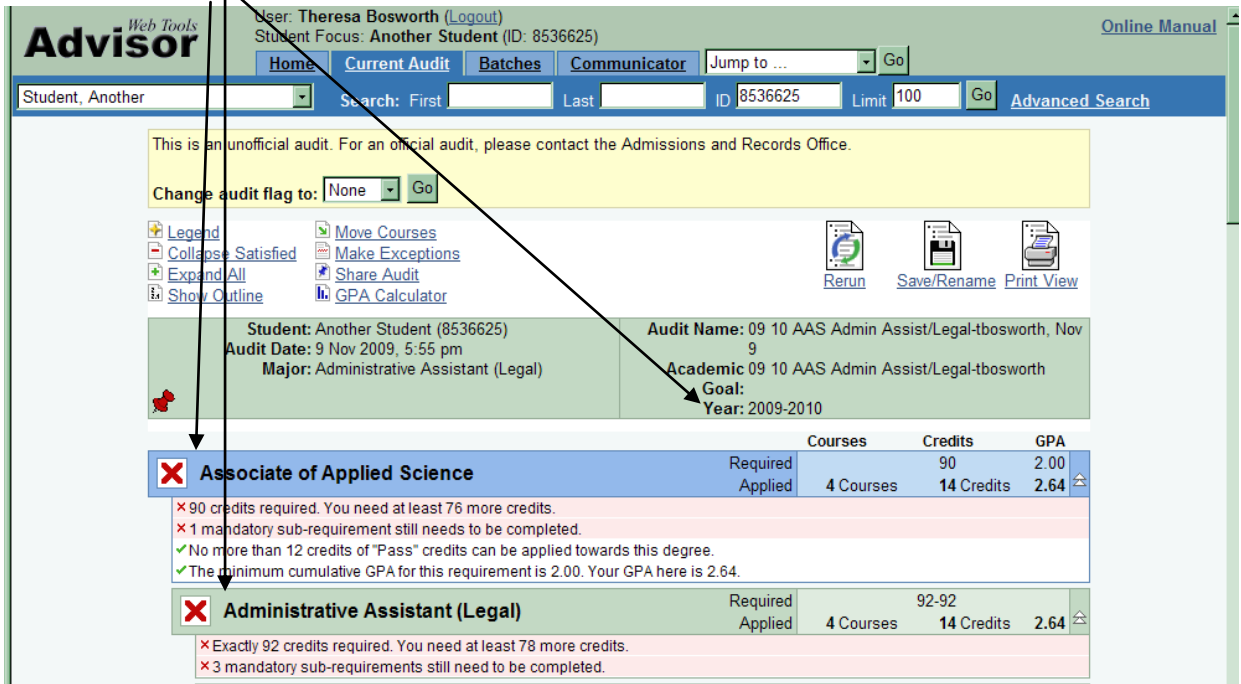 Advisor Web Tools
User: Theresa Bosworth (Logout)
Student Focus: Another Student (ID: 8536625)
Online Manual
Home Current Audit Batches Communicator Jump to ... Go
Student, Another Search: First Last ID 8536625 Limit 100 Go Advanced Search
This is an unofficial audit. For an official audit, please contact the Admissions and Records Office.
Change audit flag to: None Go
Legend Move Courses
Collapse Satisfied Make Exceptions
Expand All Share Audit
Show Outline GPA Calculator
Rerun Save/Rename Print View
Student: Another Student (8536625)
Audit Date: 9 Nov 2009, 5:55 pm
Major: Administrative Assistant (Legal)
Audit Name: 09 10 AAS Admin Assist/Legal-tbosworth, Nov
9
Academic 09 10 AAS Admin Assist/Legal-tbosworth
Goal:
Year: 2009-2010
Courses Credits GPA
Associate of Applied Science
Required 90 2.00
Applied 4 Courses 14 Credits 2.64
90 credits required. You need at least 76 more credits.
1 mandatory sub-requirement still needs to be completed.
No more than 12 credits of "Pass" credits can be applied towards this degree.
The minimum cumulative GPA for this requirement is 2.00. Your GPA here is 2.64.
Administrative Assistant (Legal)
Required 92-92
Applied 4 Courses 14 Credits 2.64
Exactly 92 credits required. You need at least 78 more credits.
3 mandatory sub-requirements still need to be completed.